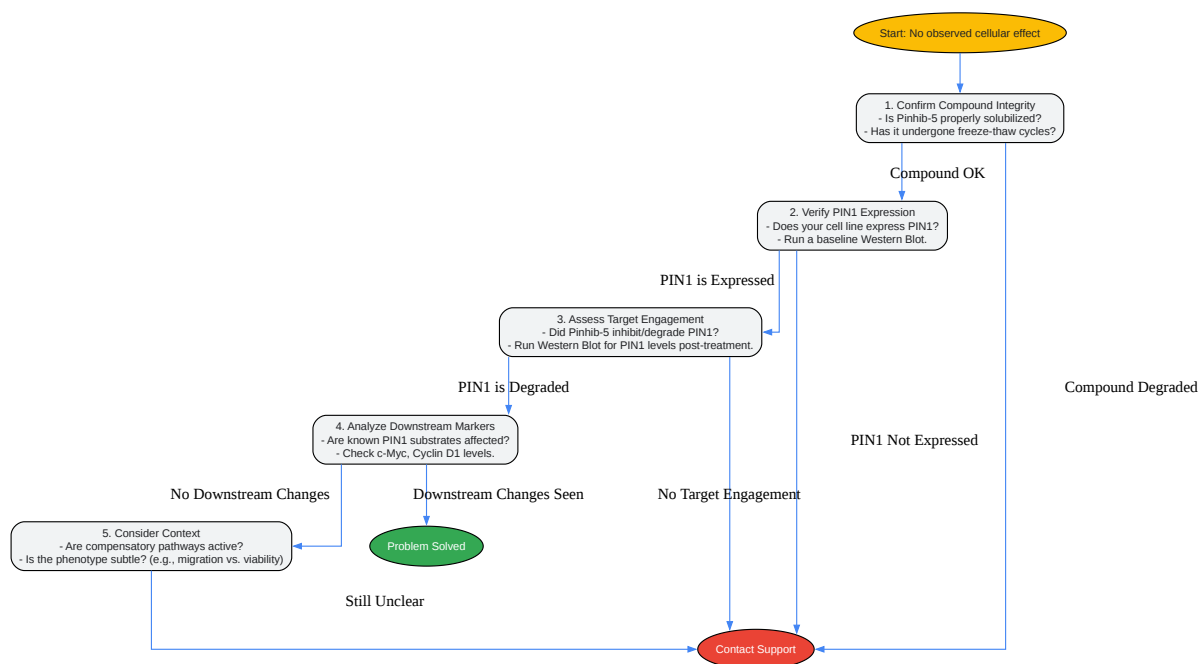 Start: No observed cellular effect
1. Confirm Compound Integrity
- Is Pinhib-5 properly solubilized?
- Has it undergone freeze-thaw cycles?
Compound OK
2. Verify PIN1 Expression
- Does your cell line express PIN1?
- Run a baseline Western Blot.
PIN1 is Expressed
3. Assess Target Engagement
- Did Pinhib-5 inhibit/degrade PIN1?
- Run Western Blot for PIN1 levels post-treatment.
PIN1 is Degraded
Compound Degraded
4. Analyze Downstream Markers
- Are known PIN1 substrates affected?
- Check c-Myc, Cyclin D1 levels.
PIN1 Not Expressed
No Downstream Changes
Downstream Changes Seen
No Target Engagement
5. Consider Context
- Are compensatory pathways active?
- Is the phenotype subtle? (e.g., migration vs. viability)
Problem Solved
Still Unclear
Contact Support